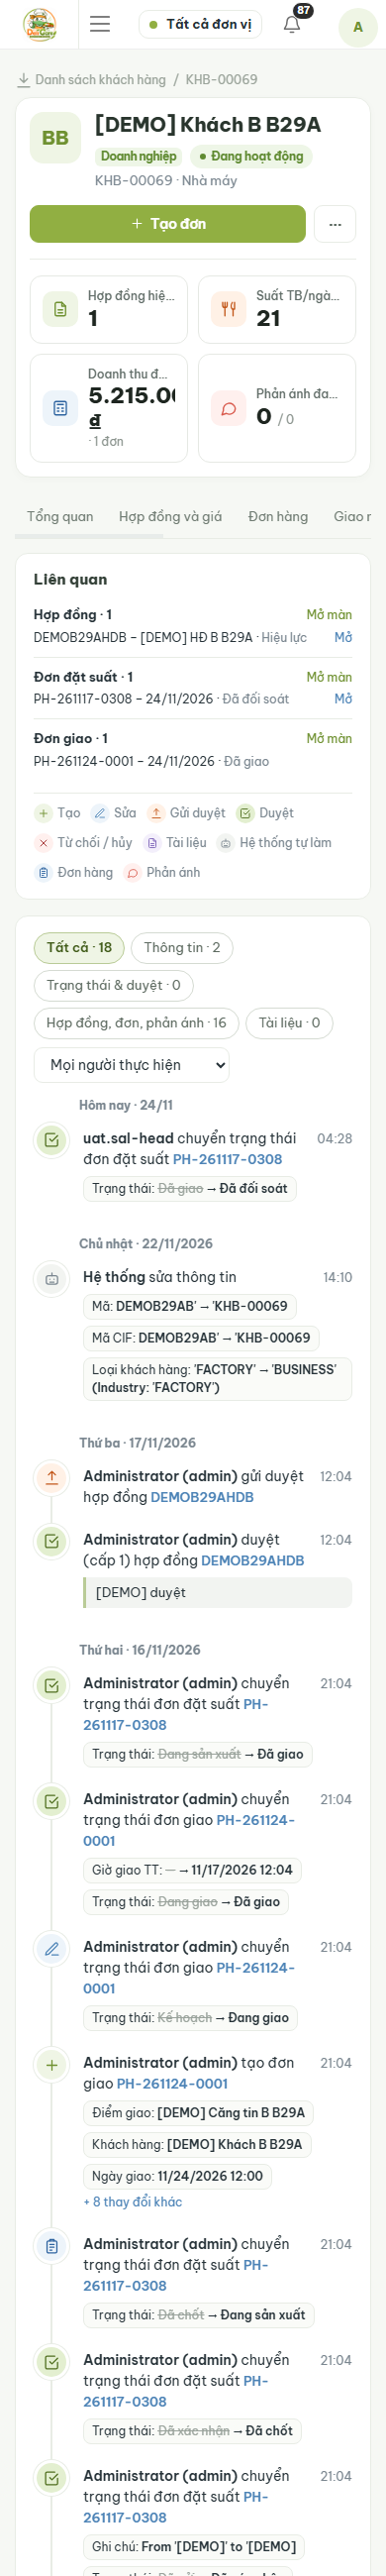 Tất cả đơn vị
87
A
Danh sách khách hàng / KHB-00069
BB
[DEMO] Khách B B29A
Doanh nghiệp
Đang hoạt động
KHB-00069 · Nhà máy
+ Tạo đơn
...
Hợp đồng hiệ...
1
Suất TB/ngà...
21
Doanh thu đ...
5.215.0
₫
· 1 đơn
Phản ánh đa...
0 / 0
Tổng quan
Hợp đồng và giá
Đơn hàng
Giao
Liên quan
Hợp đồng · 1
Mở màn
DEMOB29AHDB – [DEMO] HĐ B B29A · Hiệu lực
Mở
Đơn đặt suất · 1
Mở màn
PH-261117-0308 – 24/11/2026 · Đã đối soát
Mở
Đơn giao · 1
Mở màn
PH-261124-0001 – 24/11/2026 · Đã giao
Tạo
Sửa
Gửi duyệt
Duyệt
Từ chối / hủy
Tài liệu
Hệ thống tự làm
Đơn hàng
Phản ánh
Tất cả · 18
Thông tin · 2
Trạng thái & duyệt · 0
Hợp đồng, đơn, phản ánh · 16
Tài liệu · 0
Mọi người thực hiện
Hôm nay · 24/11
uat.sal-head chuyển trạng thái
04:28
đơn đặt suất PH-261117-0308
Trạng thái: Đã giao → Đã đối soát
Chủ nhật · 22/11/2026
Hệ thống sửa thông tin
14:10
Mã: DEMOB29AB' → 'KHB-00069
Mã CIF: DEMOB29AB' → 'KHB-00069
Loại khách hàng: 'FACTORY' → 'BUSINESS'
(Industry: 'FACTORY')
Thứ ba · 17/11/2026
Administrator (admin) gửi duyệt
12:04
hợp đồng DEMOB29AHDB
Administrator (admin) duyệt
12:04
(cấp 1) hợp đồng DEMOB29AHDB
[DEMO] duyệt
Thứ hai · 16/11/2026
Administrator (admin) chuyển
21:04
trạng thái đơn đặt suất PH-
261117-0308
Trạng thái: Đang sản xuất → Đã giao
Administrator (admin) chuyển
21:04
trạng thái đơn giao PH-261124-
0001
Giờ giao TT: — → 11/17/2026 12:04
Trạng thái: Đang giao → Đã giao
Administrator (admin) chuyển
21:04
trạng thái đơn giao PH-261124-
0001
Trạng thái: Kế hoạch → Đang giao
Administrator (admin) tạo đơn
21:04
giao PH-261124-0001
Điểm giao: [DEMO] Căng tin B B29A
Khách hàng: [DEMO] Khách B B29A
Ngày giao: 11/24/2026 12:00
+ 8 thay đổi khác
Administrator (admin) chuyển
21:04
trạng thái đơn đặt suất PH-
261117-0308
Trạng thái: Đã chốt → Đang sản xuất
Administrator (admin) chuyển
21:04
trạng thái đơn đặt suất PH-
261117-0308
Trạng thái: Đã xác nhận → Đã chốt
Administrator (admin) chuyển
21:04
trạng thái đơn đặt suất PH-
261117-0308
Ghi chú: From '[DEMO]' to '[DEMO]